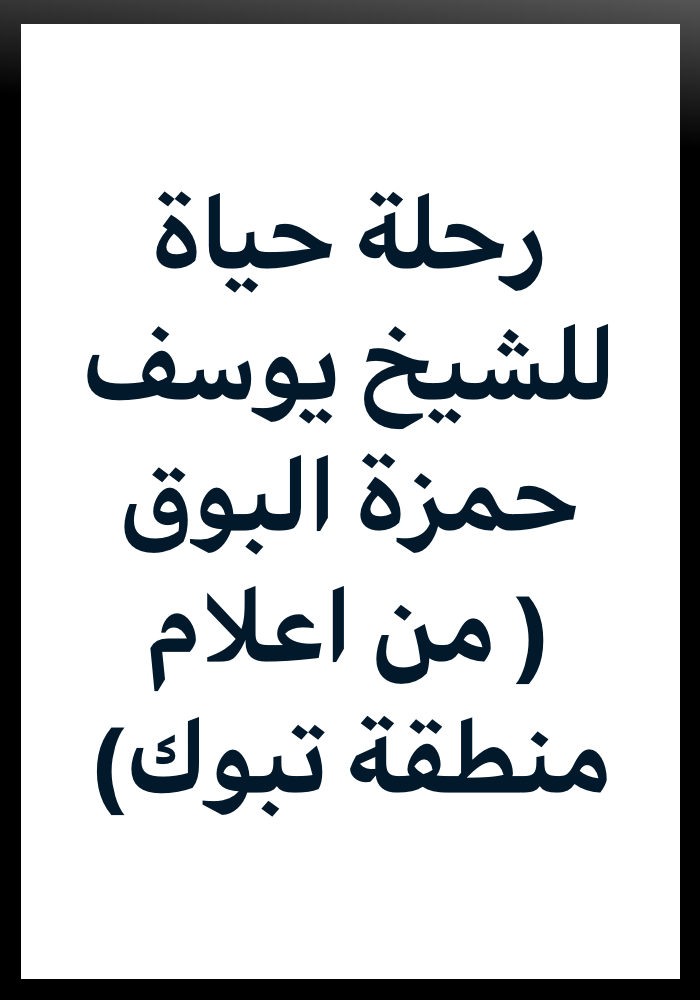 رحلة حياة
للشيخ يوسف
حمزة البوق
( من اعلام
منطقة تبوك)